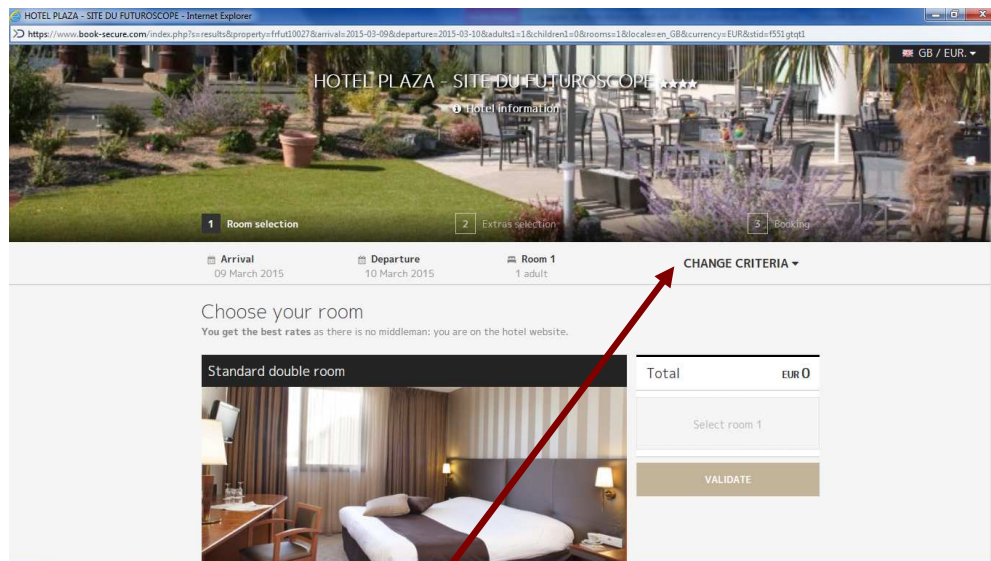 HOTEL PLAZA - SITE DU FUTUROSCOPE - Internet Explorer
https://www.book-secure.com/index.php?s=results&property=frfut10027&arrival=2015-03-09&departure=2015-03-10&adults1=1&children1=0&rooms=1&locale=en_GB&currency=EUR&stid=f551gtqt1
GB / EUR.
HOTEL PLAZA - SITE DU FUTUROSCOPE ****
Hotel information
1 Room selection 2 Extras selection 3 Booking
Arrival Departure Room 1 CHANGE CRITERIA
09 March 2015 10 March 2015 1 adult
Choose your room
You get the best rates as there is no middleman: you are on the hotel website.
Standard double room
Total EUR 0
Select room 1
VALIDATE